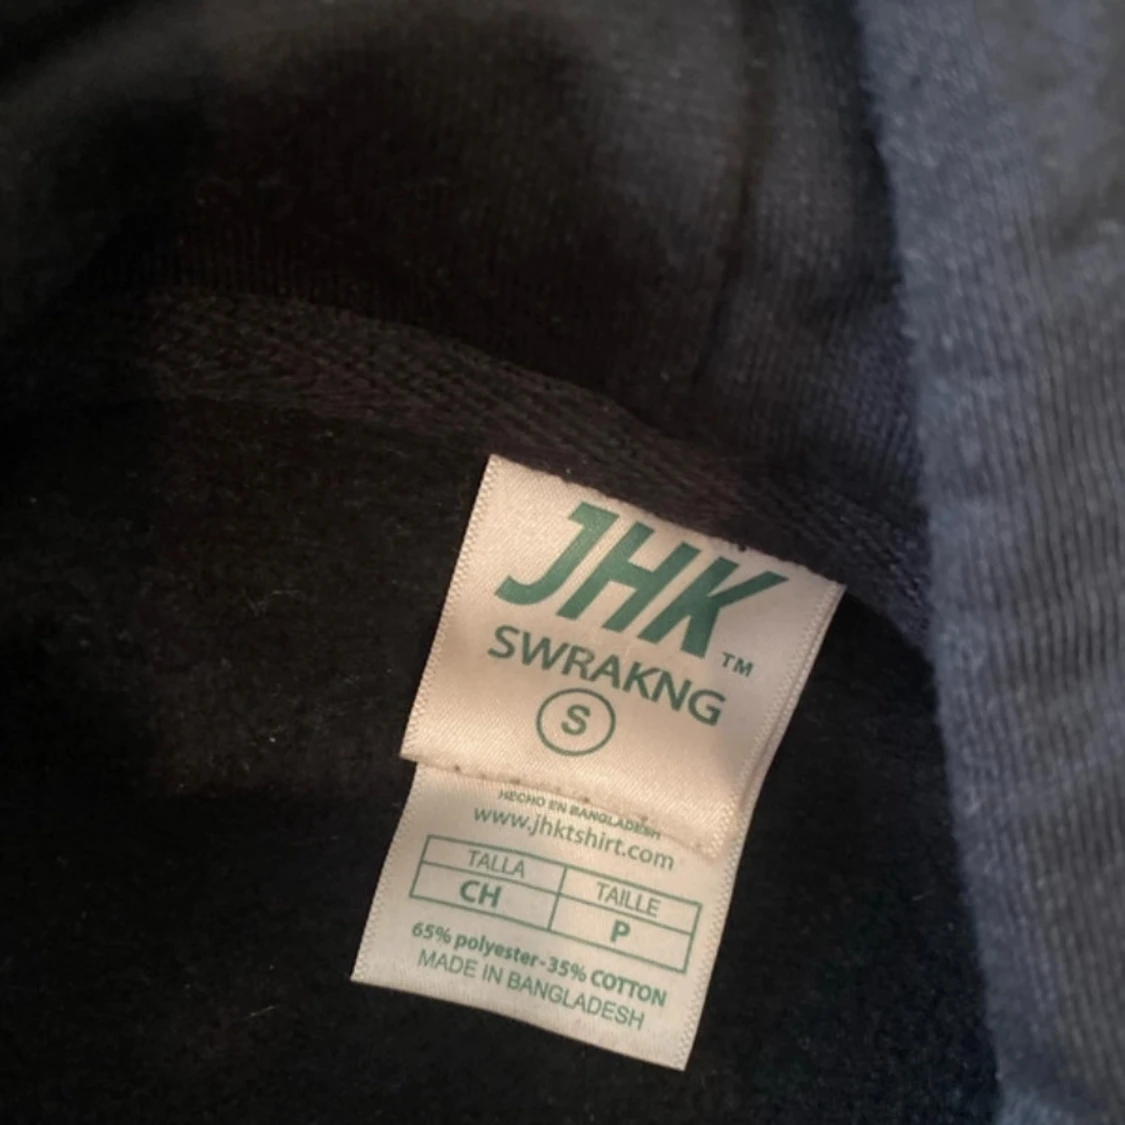 JHK
TM
SWRAKNG
S
HECHO EN BANGLADESH
www.jhktshirt.com
TALLA TAILLE
CH P
65% polyester-35% COTTON
MADE IN BANGLADESH